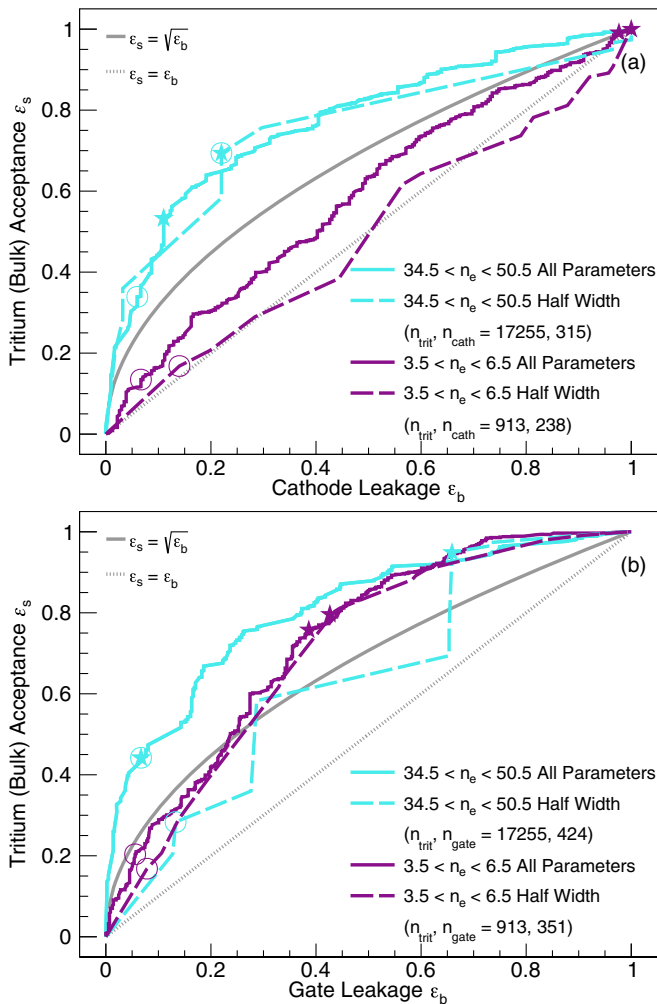 1
0.8
0.6
0.4
0.2
0
Tritium (Bulk) Acceptance εs
εs = √εb
εs = εb
(a)
34.5 < ne < 50.5 All Parameters
34.5 < ne < 50.5 Half Width
(ntrit, ncath = 17255, 315)
3.5 < ne < 6.5 All Parameters
3.5 < ne < 6.5 Half Width
(ntrit, ncath = 913, 238)
0 0.2 0.4 0.6 0.8 1
Cathode Leakage εb
1
0.8
0.6
0.4
0.2
0
Tritium (Bulk) Acceptance εs
εs = √εb
εs = εb
(b)
34.5 < ne < 50.5 All Parameters
34.5 < ne < 50.5 Half Width
(ntrit, ngate = 17255, 424)
3.5 < ne < 6.5 All Parameters
3.5 < ne < 6.5 Half Width
(ntrit, ngate = 913, 351)
0 0.2 0.4 0.6 0.8 1
Gate Leakage εb